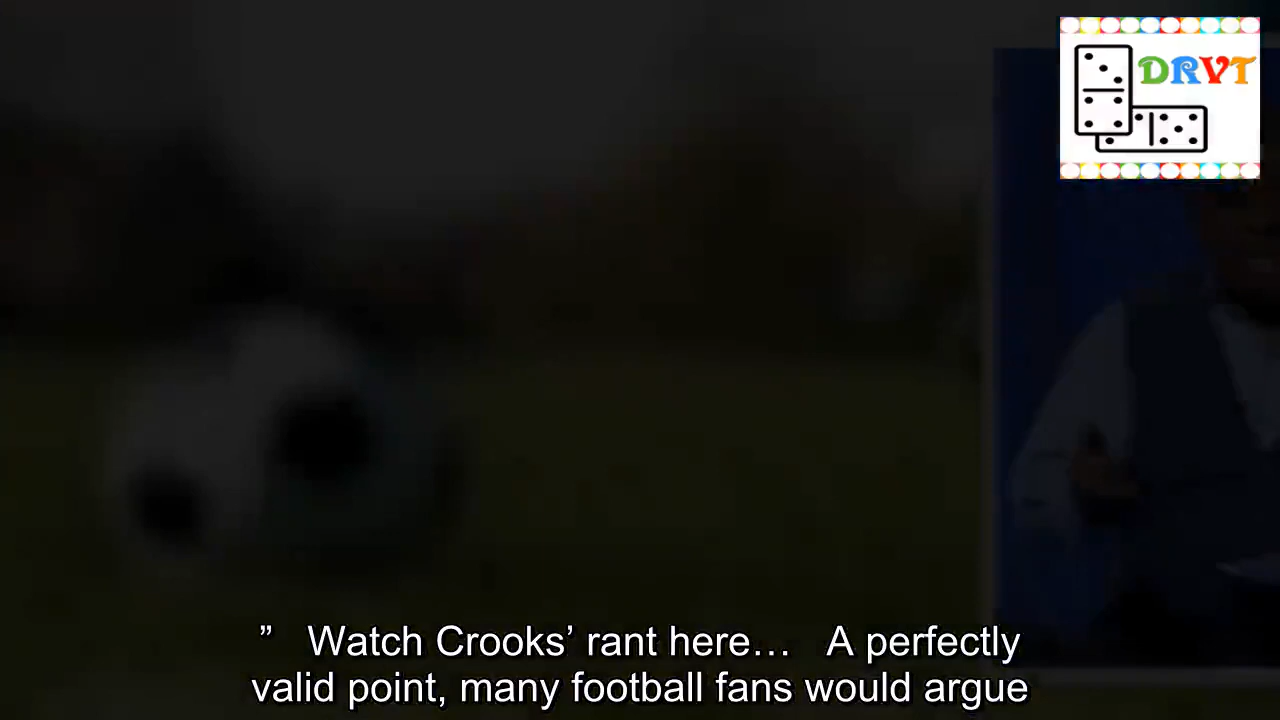 DRVT
”   Watch Crooks’ rant here…   A perfectly
valid point, many football fans would argue